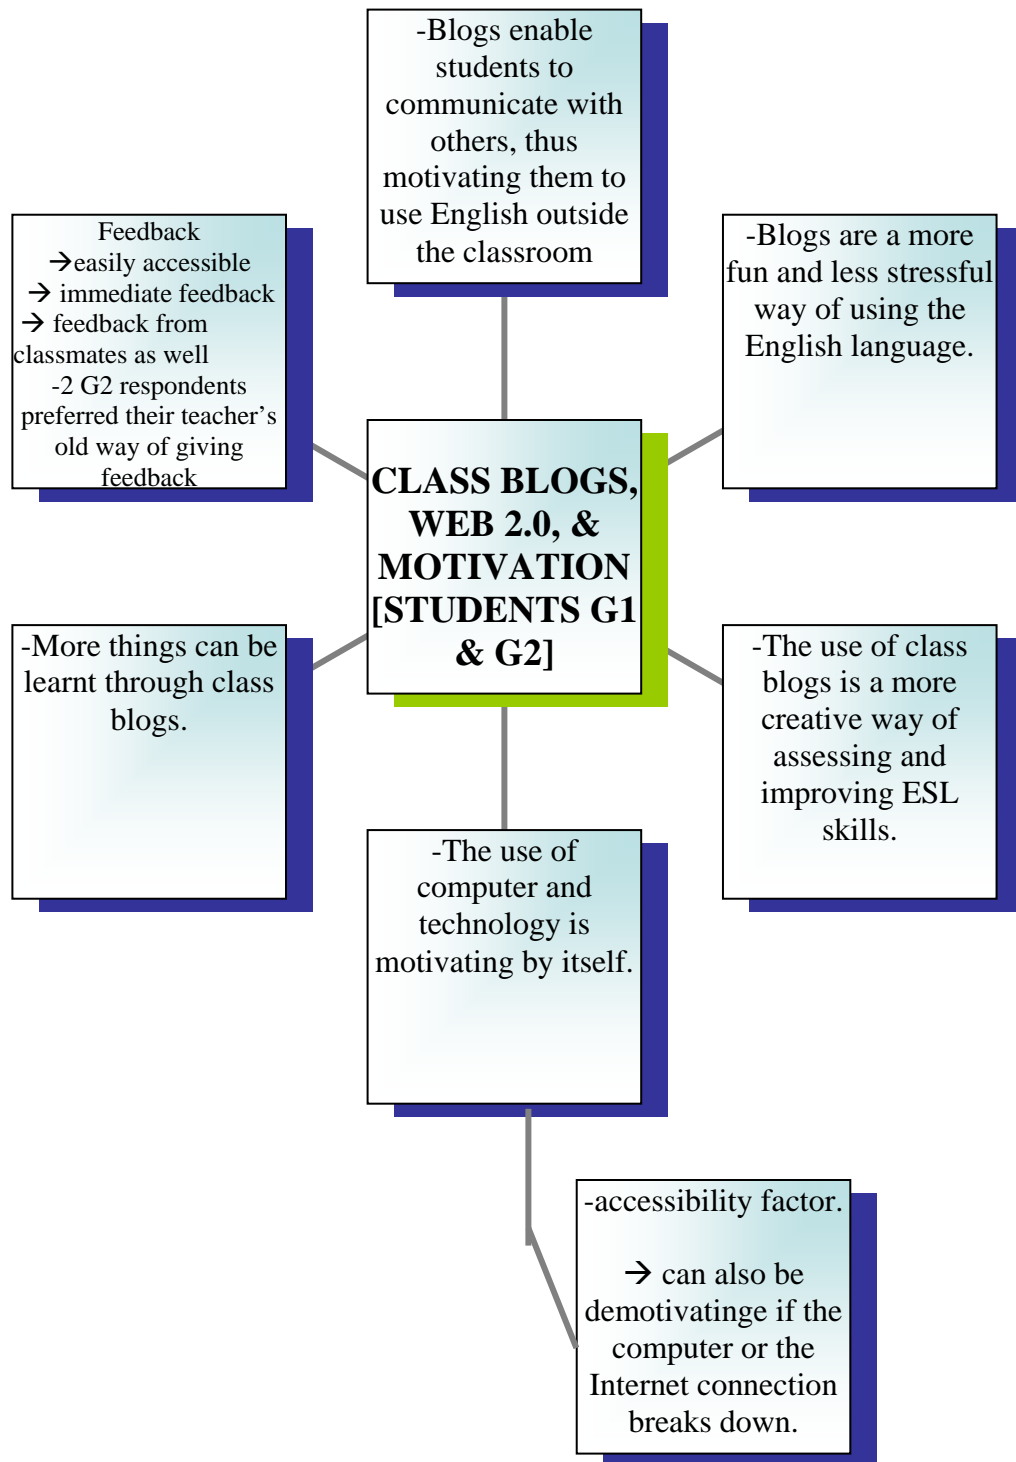 -Blogs enable
students to
communicate with
others, thus
motivating them to
use English outside
the classroom
Feedback
→easily accessible
→ immediate feedback
→ feedback from
classmates as well
-2 G2 respondents
preferred their teacher’s
old way of giving
feedback
-Blogs are a more
fun and less stressful
way of using the
English language.
CLASS BLOGS,
WEB 2.0, &
MOTIVATION
[STUDENTS G1
& G2]
-More things can be
learnt through class
blogs.
-The use of class
blogs is a more
creative way of
assessing and
improving ESL
skills.
-The use of
computer and
technology is
motivating by itself.
-accessibility factor.
→ can also be
demotivatinge if the
computer or the
Internet connection
breaks down.